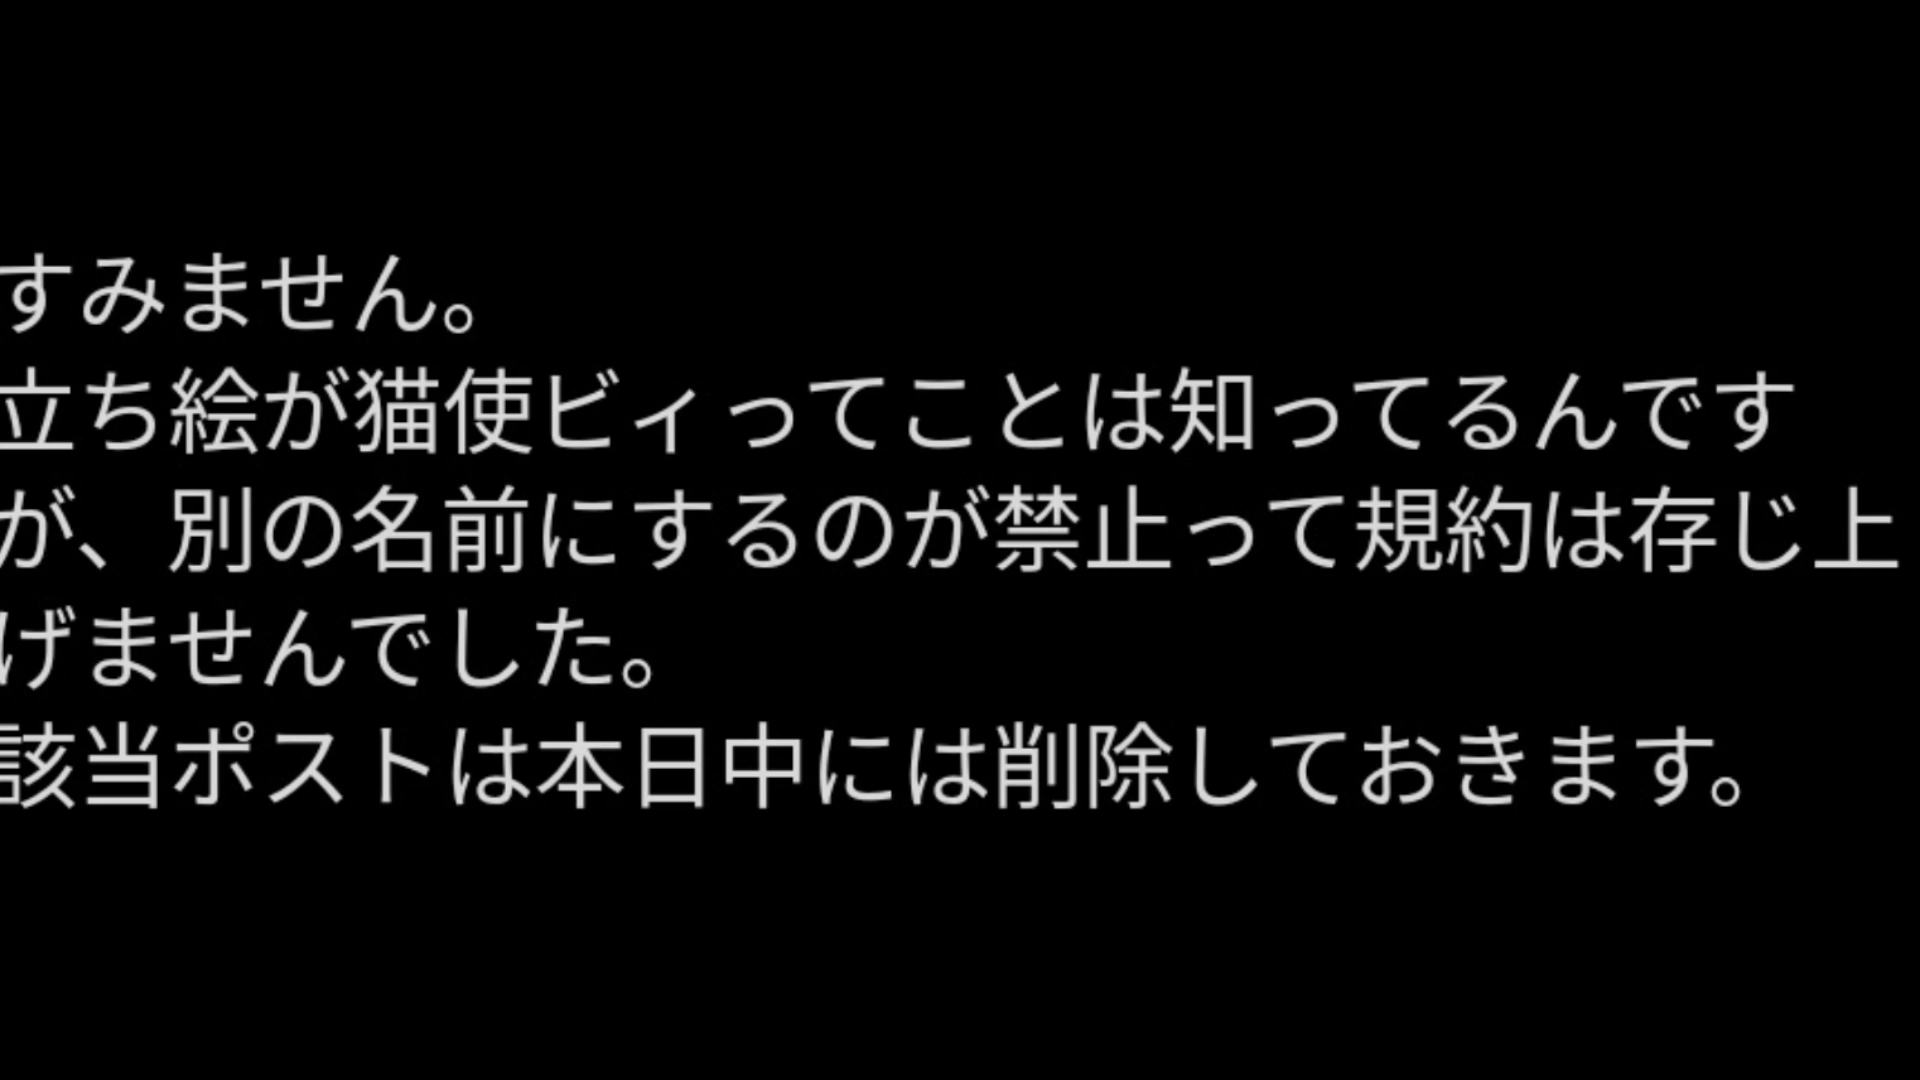 すみません。
立ち絵が猫使ビィってことは知ってるんです
が、別の名前にするのが禁止って規約は存じ上
げませんでした。
該当ポストは本日中には削除しておきます。